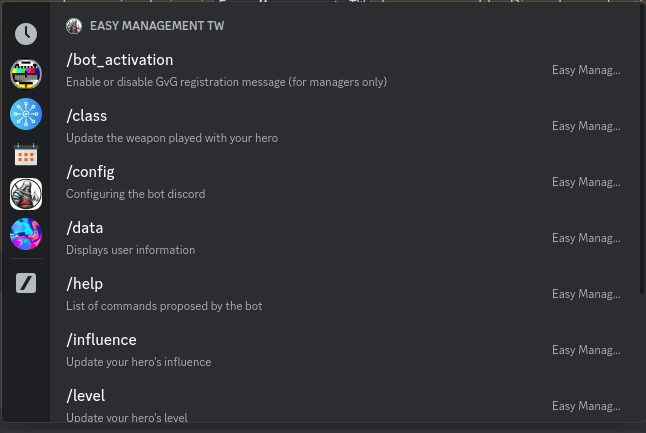 EASY MANAGEMENT TW
/bot_activation
Enable or disable GvG registration message (for managers only)
Easy Manag...
/class
Update the weapon played with your hero
Easy Manag...
/config
Configuring the bot discord
Easy Manag...
/data
Displays user information
Easy Manag...
/help
List of commands proposed by the bot
Easy Manag...
/influence
Update your hero's influence
Easy Manag...
/level
Update your hero's level
Easy Manag...